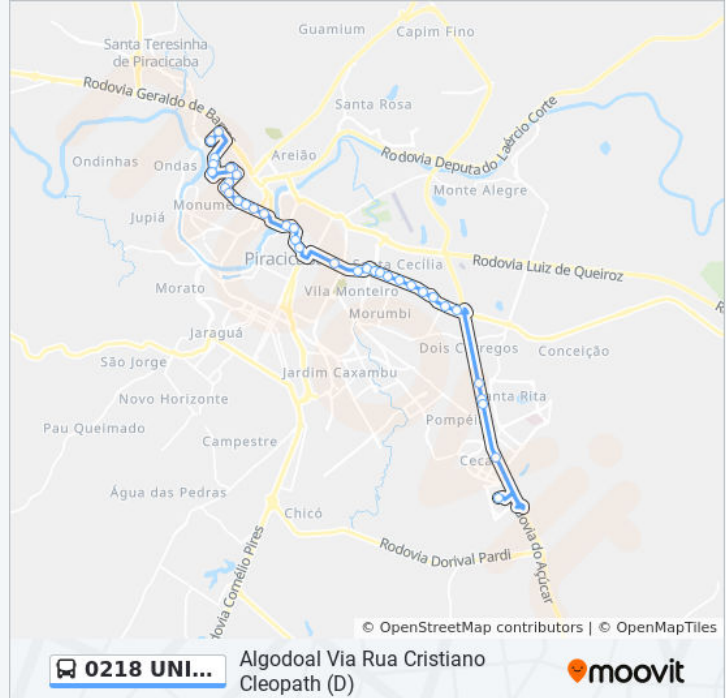 Guamlum
Capim Fino
Santa Teresinha
de Piracicaba
Rodovia Geraldo de Ba
Santa Rosa
Rodovia Deputado Laércio Corte
Areião
Ondinhas
Ondas
Monte Alegre
Monume
Jupiá
Piracica
Santa Cecília
Rodovia Luiz de Queiroz
Morato
Vila Monteiro
Morumbi
Jaraguá
Dois Córregos
Conceição
São Jorge
Jardim Caxambu
Novo Horizonte
Santa Rita
Pau Queimado
Campestre
Pompéi
Ceca
Água das Pedras
Chicó
Rodovia Cornélio Pires
Rodovia Dorival Pardi
dovia do Açúcar
© OpenStreetMap contributors | © OpenMapTiles
0218 UNI...
Algodoal Via Rua Cristiano
Cleopath (D)
moovit